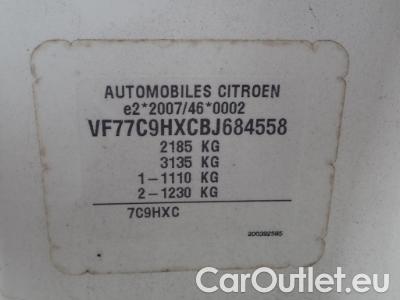 AUTOMOBILES CITROEN
e2*2007/46*0002
VF77C9HXCBJ684558
2185 KG
3135 KG
1-1110 KG
2-1230 KG
7C9HXC
CarOutlet.eu